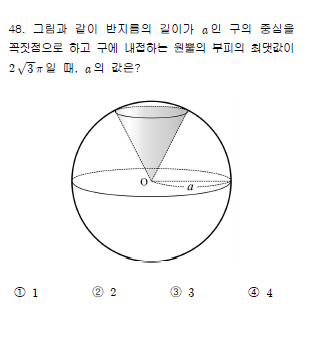 48. 그림과 같이 반지름의 길이가 a인 구의 중심을
꼭짓점으로 하고 구에 내접하는 원뿔의 부피의 최댓값이
2√3π일 때, a의 값은?
O
a
① 1 ② 2 ③ 3 ④ 4